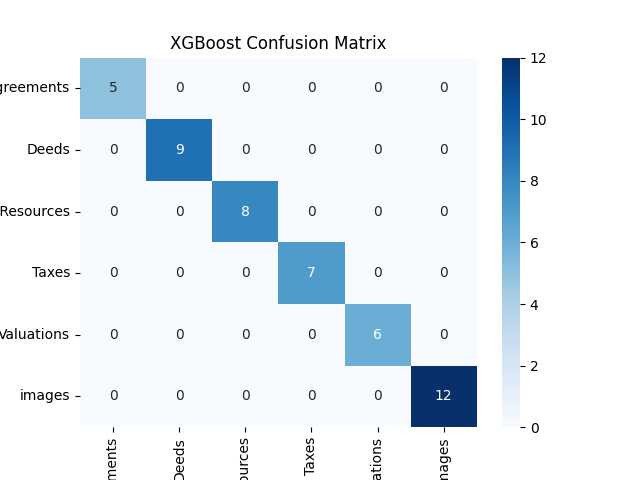 XGBoost Confusion Matrix
greements 5 0 0 0 0 0
Deeds 0 9 0 0 0 0
Resources 0 0 8 0 0 0
Taxes 0 0 0 7 0 0
Valuations 0 0 0 0 6 0
images 0 0 0 0 0 12
ments Deeds ources Taxes ations mages
12
10
8
6
4
2
0